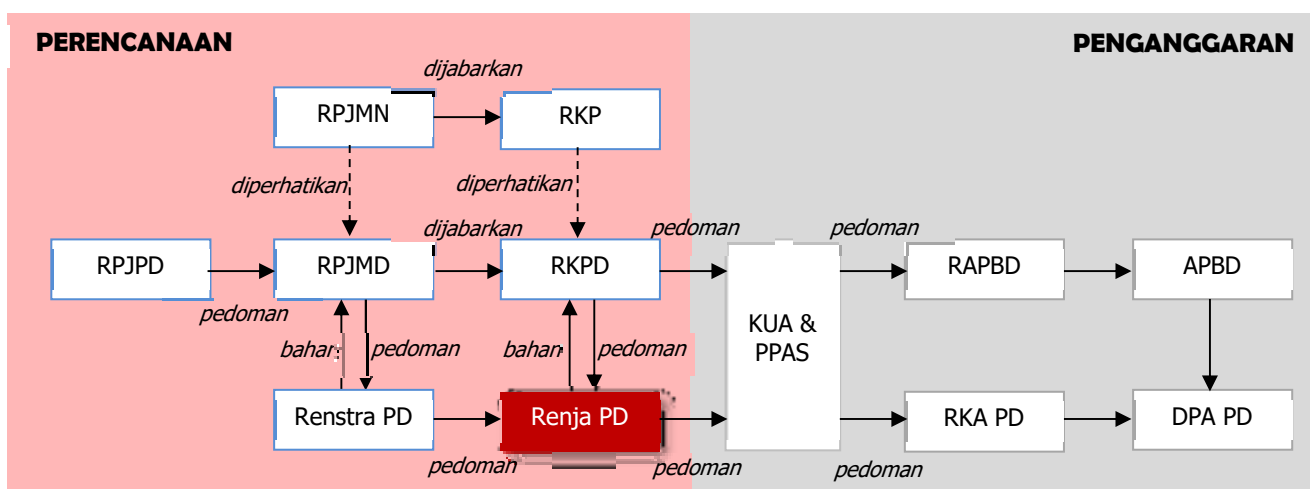 PERENCANAAN
PENGANGGARAN
dijabarkan
RPJMN
RKP
diperhatikan
diperhatikan
dijabarkan
pedoman
pedoman
RPJPD
RPJMD
RKPD
RAPBD
APBD
pedoman
KUA &
PPAS
bahan
pedoman
bahan
pedoman
Renstra PD
Renja PD
RKA PD
DPA PD
pedoman
pedoman
pedoman